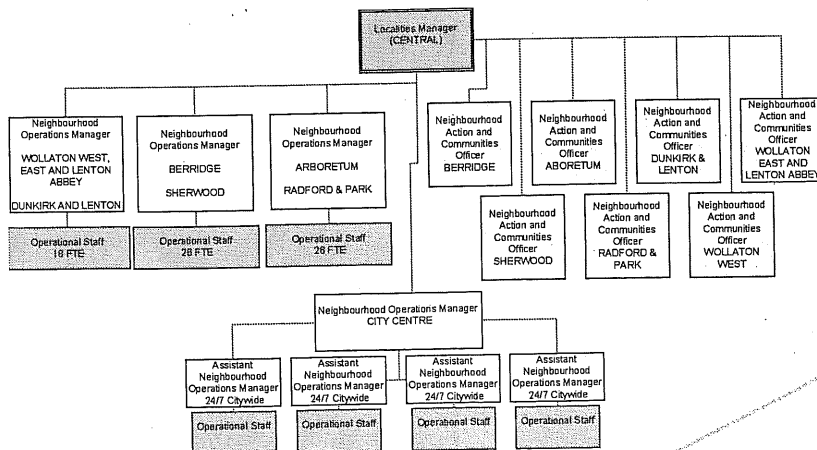 Localities Manager
(CENTRAL)
Neighbourhood
Operations Manager
WOLLATON WEST,
EAST AND LENTON
ABBEY
DUNKIRK AND LENTON
Operational Staff
18 FTE
Neighbourhood
Operations Manager
BERRIDGE
SHERWOOD
Operational Staff
26 FTE
Neighbourhood
Operations Manager
ARBORETUM
RADFORD & PARK
Operational Staff
26 FTE
Neighbourhood
Action and
Communities
Officer
BERRIDGE
Neighbourhood
Action and
Communities
Officer
ABORETUM
Neighbourhood
Action and
Communities
Officer
DUNKIRK &
LENTON
Neighbourhood
Action and
Communities
Officer
WOLLATON
EAST AND
LENTON ABBEY
Neighbourhood
Action and
Communities
Officer
SHERWOOD
Neighbourhood
Action and
Communities
Officer
RADFORD &
PARK
Neighbourhood
Action and
Communities
Officer
WOLLATON
WEST
Neighbourhood Operations Manager
CITY CENTRE
Assistant
Neighbourhood
Operations Manager
24/7 Citywide
Operational Staff
Assistant
Neighbourhood
Operations Manager
24/7 Citywide
Operational Staff
Assistant
Neighbourhood
Operations Manager
24/7 Citywide
Operational Staff
Assistant
Neighbourhood
Operations Manager
24/7 Citywide
Operational Staff